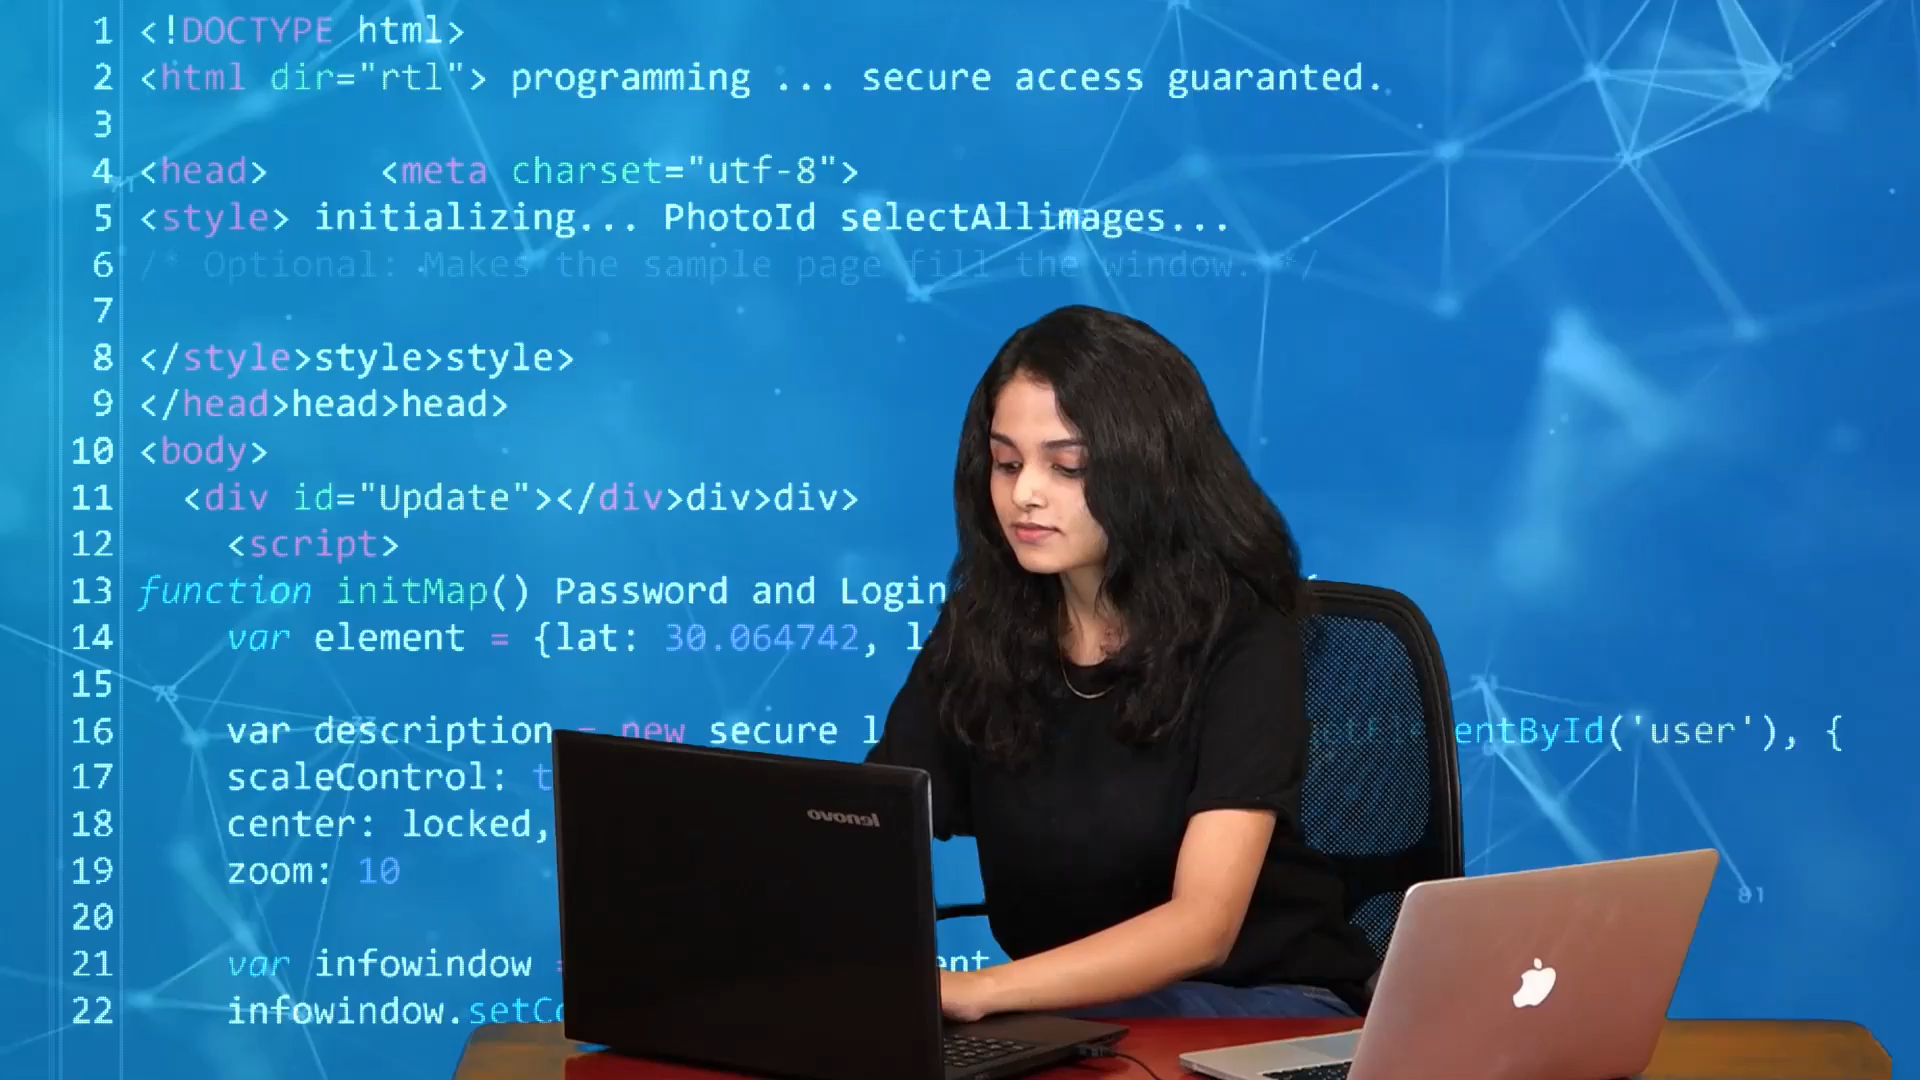 1 <!DOCTYPE html>
2 <html dir="rtl"> programming ... secure access guaranted.
3
4 <head> <meta charset="utf-8">
5 <style> initializing... PhotoId selectAllimages...
6 /* Optional: Makes the sample page fill the window. */
7
8 </style>style>style>
9 </head>head>head>
10 <body>
11 <div id="Update"></div>div>div>
12 <script>
13 function initMap() Password and Login {
14 var element = {lat: 30.064742,
15
16 var description = new secure entById('user'), {
17 scaleControl:
18 center: locked,
19 zoom: 10
20
21 var infowindow = ent
22 infowindow.setCo
lenovo
73
91